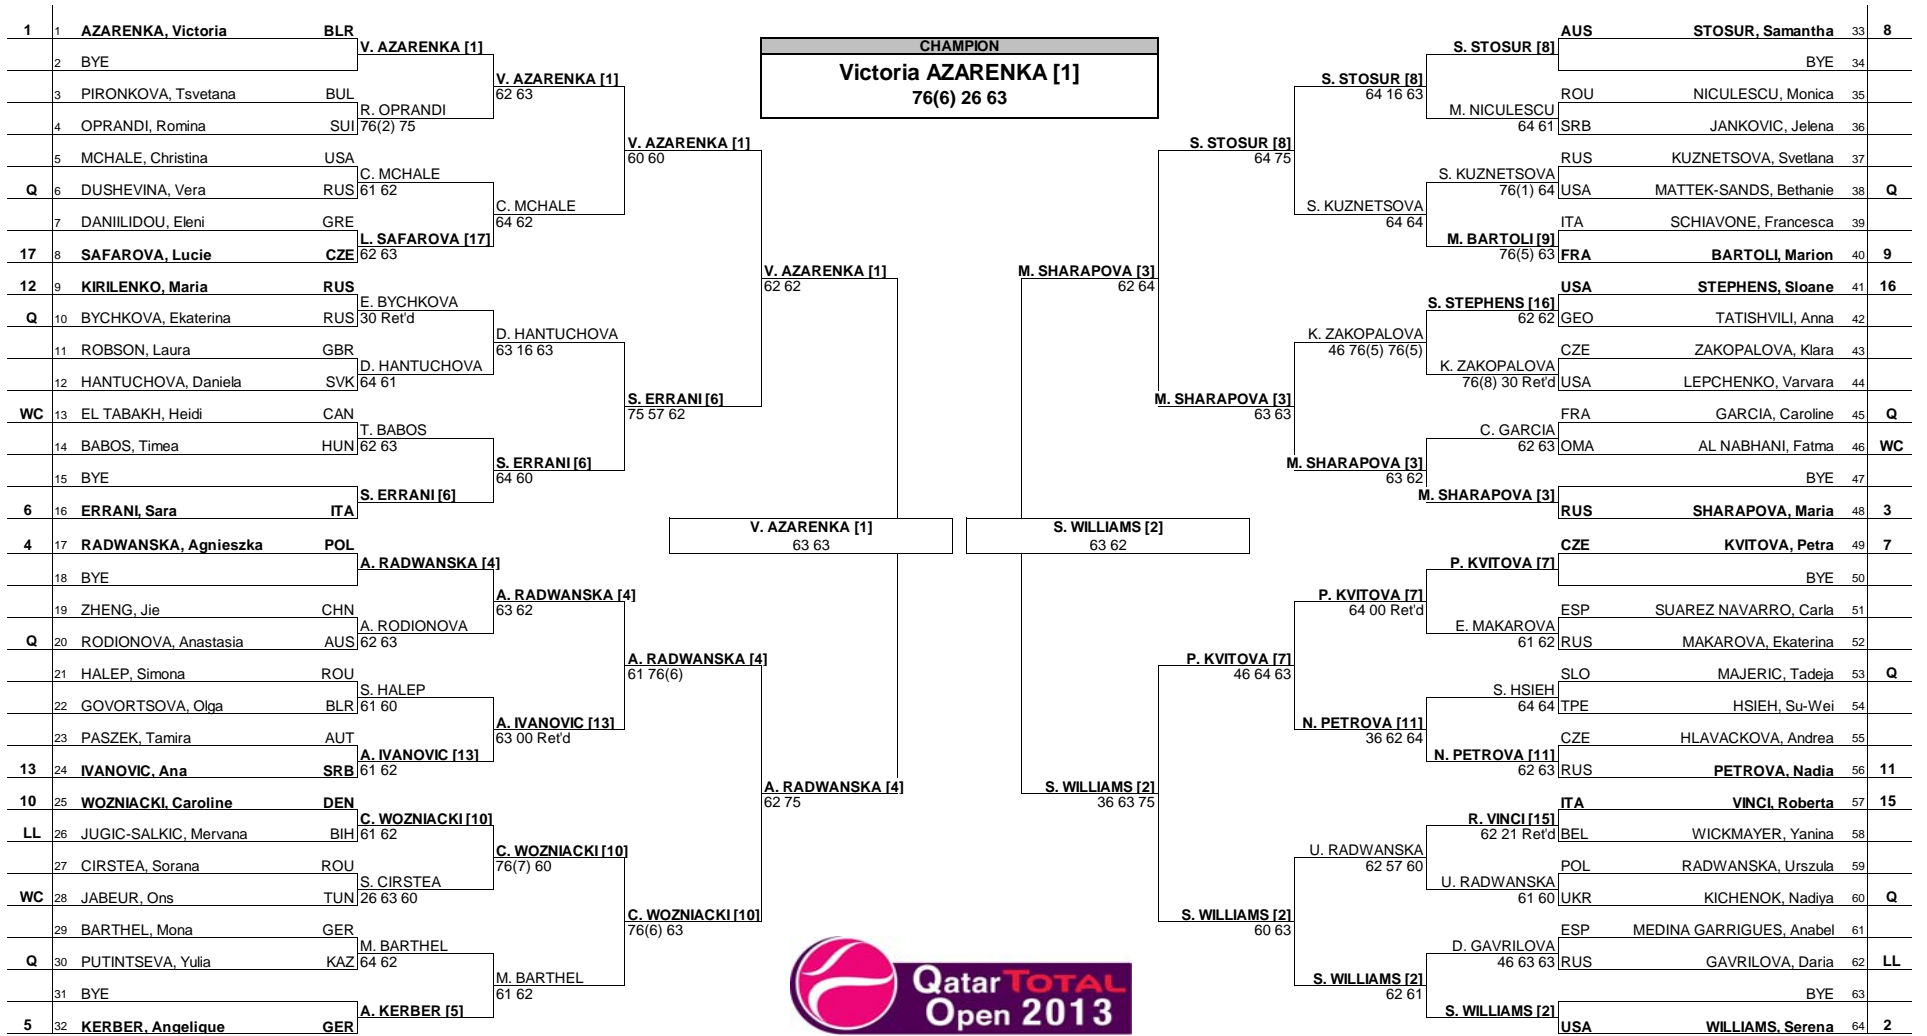 1 1 AZARENKA, Victoria BLR
V. AZARENKA [1]
2 BYE
V. AZARENKA [1]
62 63
3 PIRONKOVA, Tsvetana BUL
R. OPRANDI
76(2) 75
4 OPRANDI, Romina SUI
V. AZARENKA [1]
60 60
5 MCHALE, Christina USA
C. MCHALE
61 62
Q 6 DUSHEVINA, Vera RUS
C. MCHALE
64 62
7 DANIILIDOU, Eleni GRE
L. SAFAROVA [17]
62 63
17 8 SAFAROVA, Lucie CZE
V. AZARENKA [1]
62 62
12 9 KIRILENKO, Maria RUS
E. BYCHKOVA
30 Ret'd
Q 10 BYCHKOVA, Ekaterina RUS
D. HANTUCHOVA
63 16 63
11 ROBSON, Laura GBR
D. HANTUCHOVA
64 61
12 HANTUCHOVA, Daniela SVK
S. ERRANI [6]
75 57 62
WC 13 EL TABAKH, Heidi CAN
T. BABOS
62 63
14 BABOS, Timea HUN
S. ERRANI [6]
64 60
15 BYE
S. ERRANI [6]
6 16 ERRANI, Sara ITA
V. AZARENKA [1]
63 63
4 17 RADWANSKA, Agnieszka POL
A. RADWANSKA [4]
18 BYE
A. RADWANSKA [4]
63 62
19 ZHENG, Jie CHN
A. RODIONOVA
62 63
Q 20 RODIONOVA, Anastasia AUS
A. RADWANSKA [4]
61 76(6)
21 HALEP, Simona ROU
S. HALEP
61 60
22 GOVORTSOVA, Olga BLR
A. IVANOVIC [13]
63 00 Ret'd
23 PASZEK, Tamira AUT
A. IVANOVIC [13]
61 62
13 24 IVANOVIC, Ana SRB
A. RADWANSKA [4]
62 75
10 25 WOZNIACKI, Caroline DEN
C. WOZNIACKI [10]
61 62
LL 26 JUGIC-SALKIC, Mervana BIH
C. WOZNIACKI [10]
76(7) 60
27 CIRSTEA, Sorana ROU
S. CIRSTEA
26 63 60
WC 28 JABEUR, Ons TUN
C. WOZNIACKI [10]
76(6) 63
29 BARTHEL, Mona GER
M. BARTHEL
64 62
Q 30 PUTINTSEVA, Yulia KAZ
M. BARTHEL
61 62
31 BYE
A. KERBER [5]
5 32 KERBER, Angelique GER
CHAMPION
Victoria AZARENKA [1]
76(6) 26 63
AUS STOSUR, Samantha 33 8
S. STOSUR [8]
BYE 34
S. STOSUR [8]
64 16 63
ROU NICULESCU, Monica 35
M. NICULESCU
64 61
SRB JANKOVIC, Jelena 36
S. STOSUR [8]
64 75
RUS KUZNETSOVA, Svetlana 37
S. KUZNETSOVA
76(1) 64
USA MATTEK-SANDS, Bethanie 38 Q
S. KUZNETSOVA
64 64
ITA SCHIAVONE, Francesca 39
M. BARTOLI [9]
76(5) 63
FRA BARTOLI, Marion 40 9
M. SHARAPOVA [3]
62 64
USA STEPHENS, Sloane 41 16
S. STEPHENS [16]
62 62
GEO TATISHVILI, Anna 42
K. ZAKOPALOVA
46 76(5) 76(5)
CZE ZAKOPALOVA, Klara 43
K. ZAKOPALOVA
76(8) 30 Ret'd
USA LEPCHENKO, Varvara 44
M. SHARAPOVA [3]
63 63
FRA GARCIA, Caroline 45 Q
C. GARCIA
62 63
OMA AL NABHANI, Fatma 46 WC
M. SHARAPOVA [3]
63 62
BYE 47
M. SHARAPOVA [3]
RUS SHARAPOVA, Maria 48 3
S. WILLIAMS [2]
63 62
CZE KVITOVA, Petra 49 7
P. KVITOVA [7]
BYE 50
P. KVITOVA [7]
64 00 Ret'd
ESP SUAREZ NAVARRO, Carla 51
E. MAKAROVA
61 62
RUS MAKAROVA, Ekaterina 52
P. KVITOVA [7]
46 64 63
SLO MAJERIC, Tadeja 53 Q
S. HSIEH
64 64
TPE HSIEH, Su-Wei 54
N. PETROVA [11]
36 62 64
CZE HLAVACKOVA, Andrea 55
N. PETROVA [11]
62 63
RUS PETROVA, Nadia 56 11
S. WILLIAMS [2]
36 63 75
ITA VINCI, Roberta 57 15
R. VINCI [15]
62 21 Ret'd
BEL WICKMAYER, Yanina 58
U. RADWANSKA
62 57 60
POL RADWANSKA, Urszula 59
U. RADWANSKA
61 60
UKR KICHENOK, Nadiya 60 Q
S. WILLIAMS [2]
60 63
ESP MEDINA GARRIGUES, Anabel 61
D. GAVRILOVA
46 63 63
RUS GAVRILOVA, Daria 62 LL
S. WILLIAMS [2]
62 61
BYE 63
S. WILLIAMS [2]
USA WILLIAMS, Serena 64 2
Qatar TOTAL
Open 2013